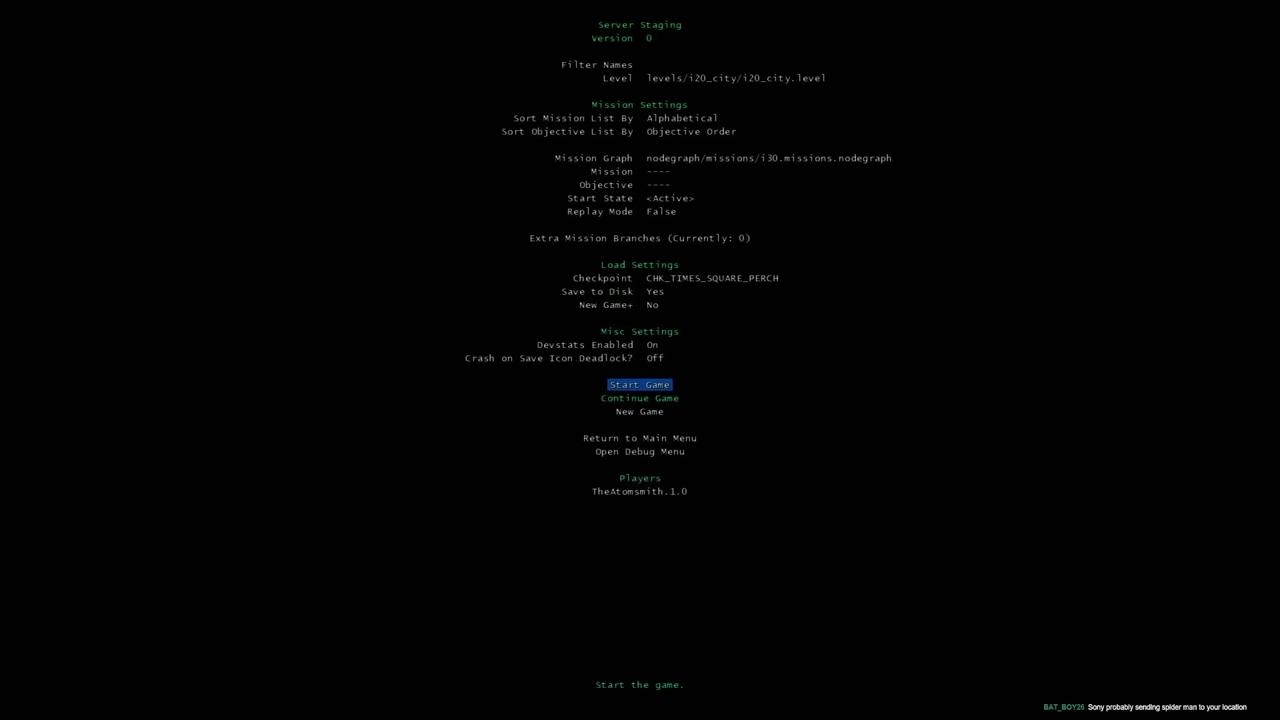 Server Staging
Version 0
Filter Names
Level levels/i20_city/i20_city.level
Mission Settings
Sort Mission List By Alphabetical
Sort Objective List By Objective Order
Mission Graph nodegraph/missions/i30.missions.nodegraph
Mission ----
Objective ----
Start State <Active>
Replay Mode False
Extra Mission Branches (Currently: 0)
Load Settings
Checkpoint CHK_TIMES_SQUARE_PERCH
Save to Disk Yes
New Game+ No
Misc Settings
Devstats Enabled On
Crash on Save Icon Deadlock? Off
Start Game
Continue Game
New Game
Return to Main Menu
Open Debug Menu
Players
TheAtomsmith.1.0
Start the game.
BAT_BOY26 Sony probably sending spider man to your location